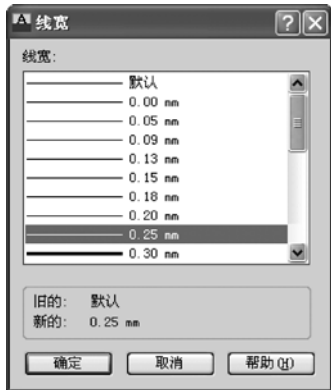 线宽
线宽:
默认
0.00 mm
0.05 mm
0.09 mm
0.13 mm
0.15 mm
0.18 mm
0.20 mm
0.25 mm
0.30 mm
旧的: 默认
新的: 0.25 mm
确定 取消 帮助(H)